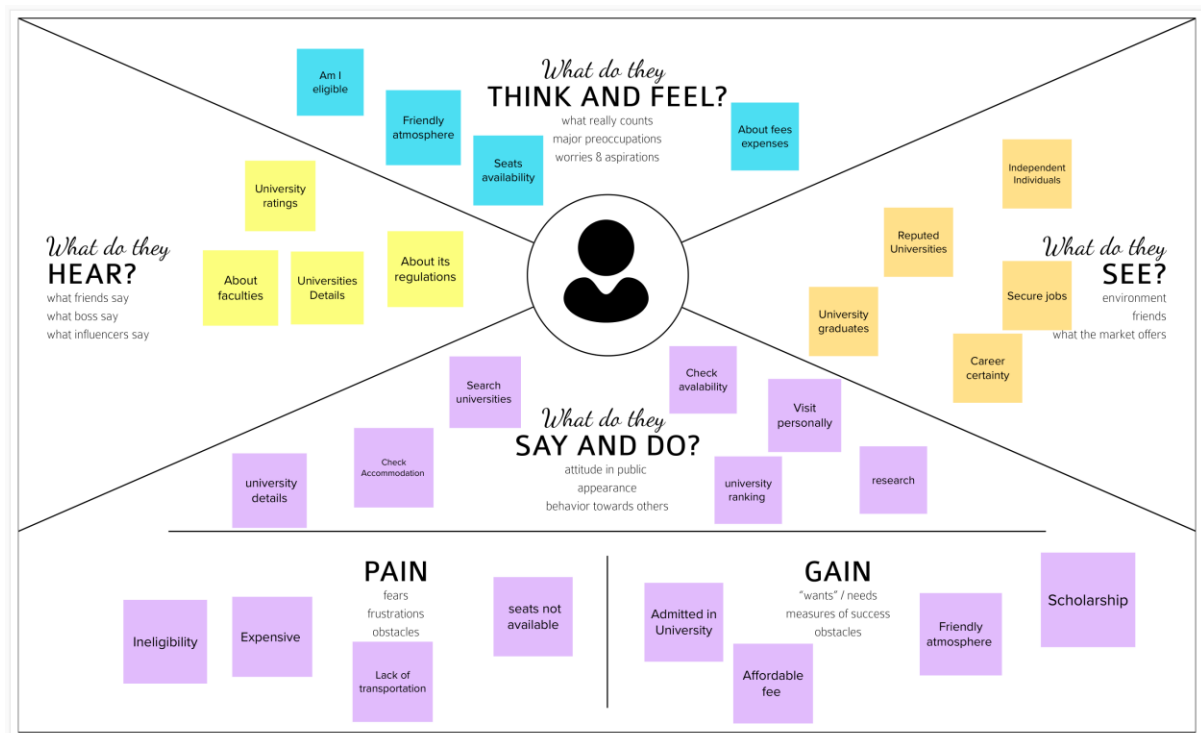 What do they
THINK AND FEEL?
what really counts
major preoccupations
worries & aspirations
Am I
eligible
Friendly
atmosphere
Seats
availability
About fees
expenses
What do they
HEAR?
what friends say
what boss say
what influencers say
University
ratings
About
faculties
Universities
Details
About its
regulations
What do they
SEE?
environment
friends
what the market offers
Independent
Individuals
Reputed
Universities
Secure jobs
University
graduates
Career
certainty
What do they
SAY AND DO?
attitude in public
appearance
behavior towards others
Search
universities
Check
Accommodation
university
details
Check
avalability
Visit
personally
university
ranking
research
PAIN
fears
frustrations
obstacles
Ineligibility
Expensive
Lack of
transportation
seats not
available
GAIN
"wants" / needs
measures of success
obstacles
Admitted in
University
Affordable
fee
Friendly
atmosphere
Scholarship